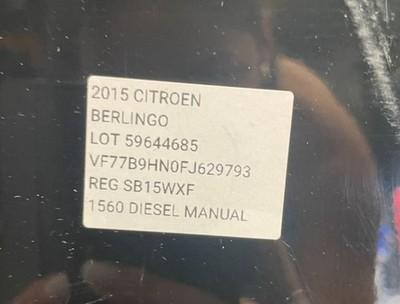 2015 CITROEN
BERLINGO
LOT 59644685
VF77B9HN0FJ629793
REG SB15WXF
1560 DIESEL MANUAL